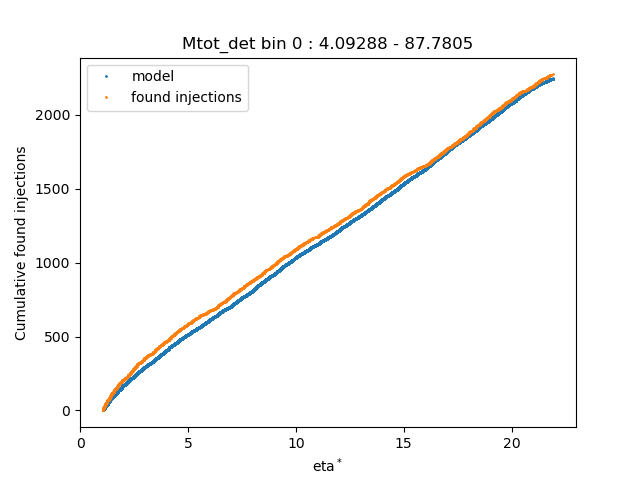 Mtot_det bin 0 : 4.09288 - 87.7805
model
found injections
2000
1500
1000
500
0
Cumulative found injections
0 5 10 15 20
eta*